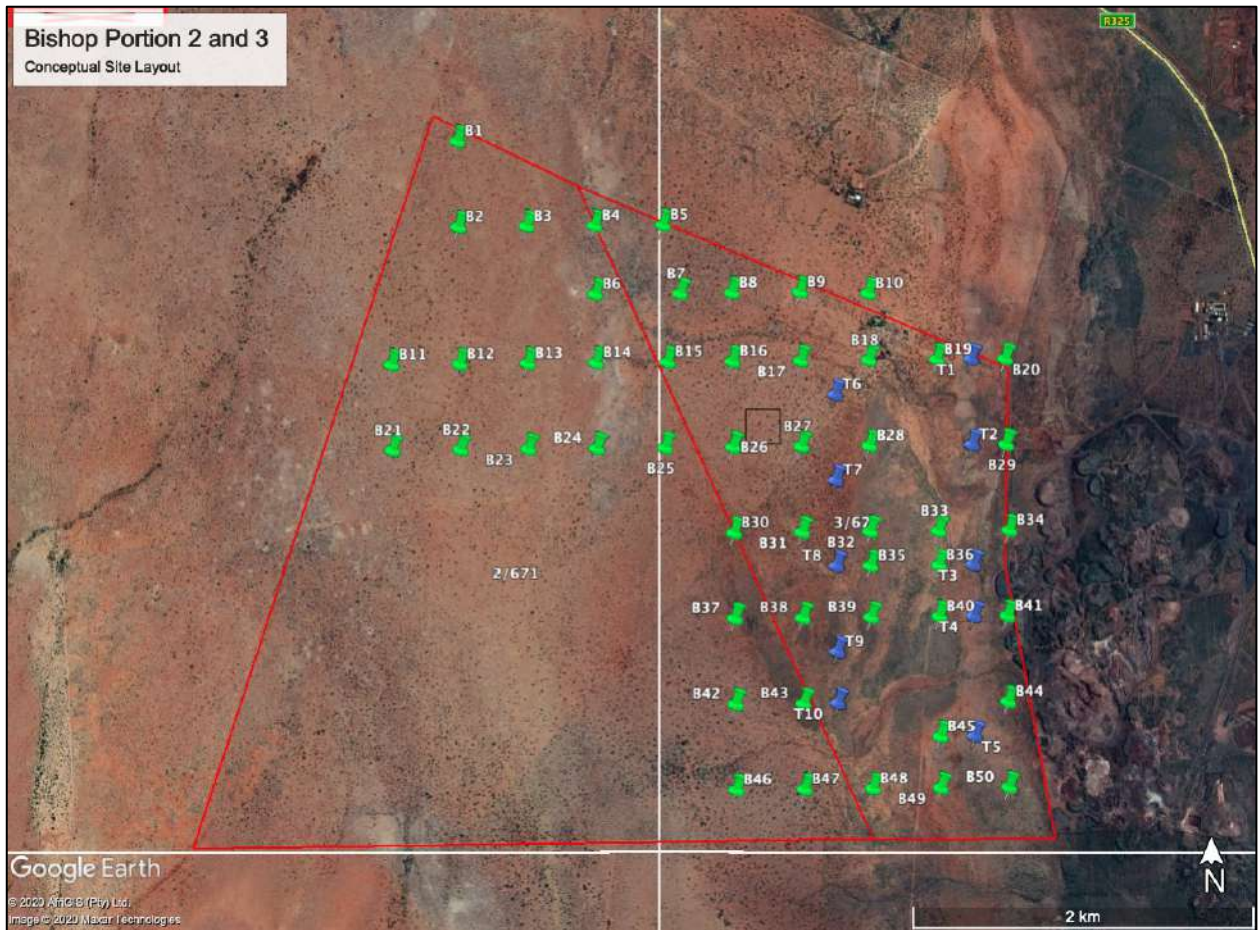 Bishop Portion 2 and 3
Conceptual Site Layout
R325
B1
B2
B3
B4
B5
B6
B7
B8
B9
B10
B11
B12
B13
B14
B15
B16
B17
B18
B19
T1
B20
T6
B21
B22
B23
B24
B25
B26
B27
B28
T2
B29
T7
B30
B31
3/67
B32
B33
B34
T8
B35
B36
T3
2/671
B37
B38
B39
B40
T4
B41
T9
B42
B43
T10
B44
B45
T5
B46
B47
B48
B49
B50
Google Earth
© 2020 AfriGIS (Pty) Ltd.
Image © 2020 Maxar Technologies
N
2 km